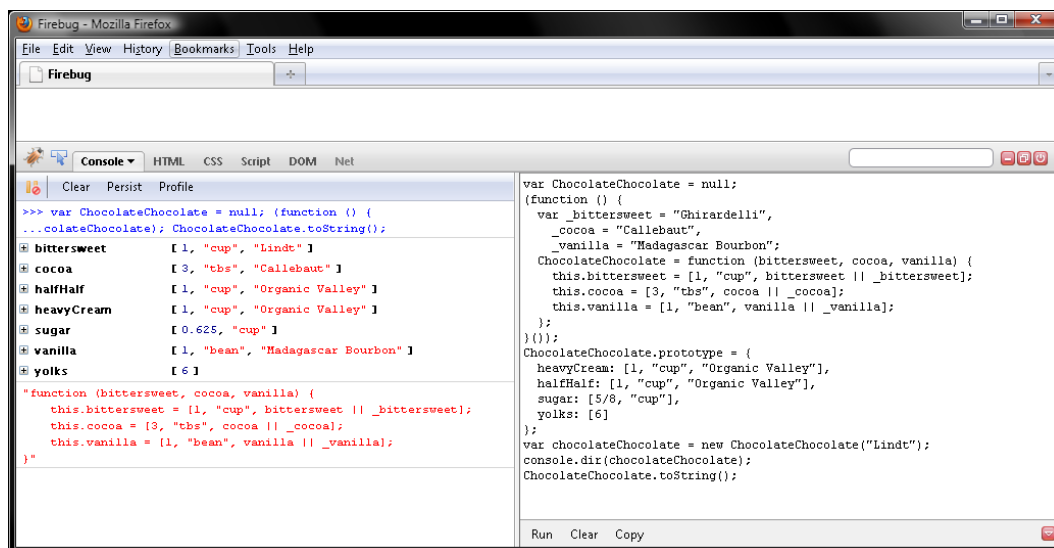 Firebug - Mozilla Firefox
File Edit View History Bookmarks Tools Help
Firebug
Console HTML CSS Script DOM Net
Clear Persist Profile
>>> var ChocolateChocolate = null; (function () {
...colateChocolate); ChocolateChocolate.toString();
bittersweet [ 1, "cup", "Lindt" ]
cocoa [ 3, "tbs", "Callebaut" ]
halfHalf [ 1, "cup", "Organic Valley" ]
heavyCream [ 1, "cup", "Organic Valley" ]
sugar [ 0.625, "cup" ]
vanilla [ 1, "bean", "Madagascar Bourbon" ]
yolks [ 6 ]
"function (bittersweet, cocoa, vanilla) {
this.bittersweet = [1, "cup", bittersweet || _bittersweet];
this.cocoa = [3, "tbs", cocoa || _cocoa];
this.vanilla = [1, "bean", vanilla || _vanilla];
}"
var ChocolateChocolate = null;
(function () {
var _bittersweet = "Ghirardelli",
_cocoa = "Callebaut",
_vanilla = "Madagascar Bourbon";
ChocolateChocolate = function (bittersweet, cocoa, vanilla) {
this.bittersweet = [1, "cup", bittersweet || _bittersweet];
this.cocoa = [3, "tbs", cocoa || _cocoa];
this.vanilla = [1, "bean", vanilla || _vanilla];
};
}());
ChocolateChocolate.prototype = {
heavyCream: [1, "cup", "Organic Valley"],
halfHalf: [1, "cup", "Organic Valley"],
sugar: [5/8, "cup"],
yolks: [6]
};
var chocolateChocolate = new ChocolateChocolate("Lindt");
console.dir(chocolateChocolate);
ChocolateChocolate.toString();
Run Clear Copy